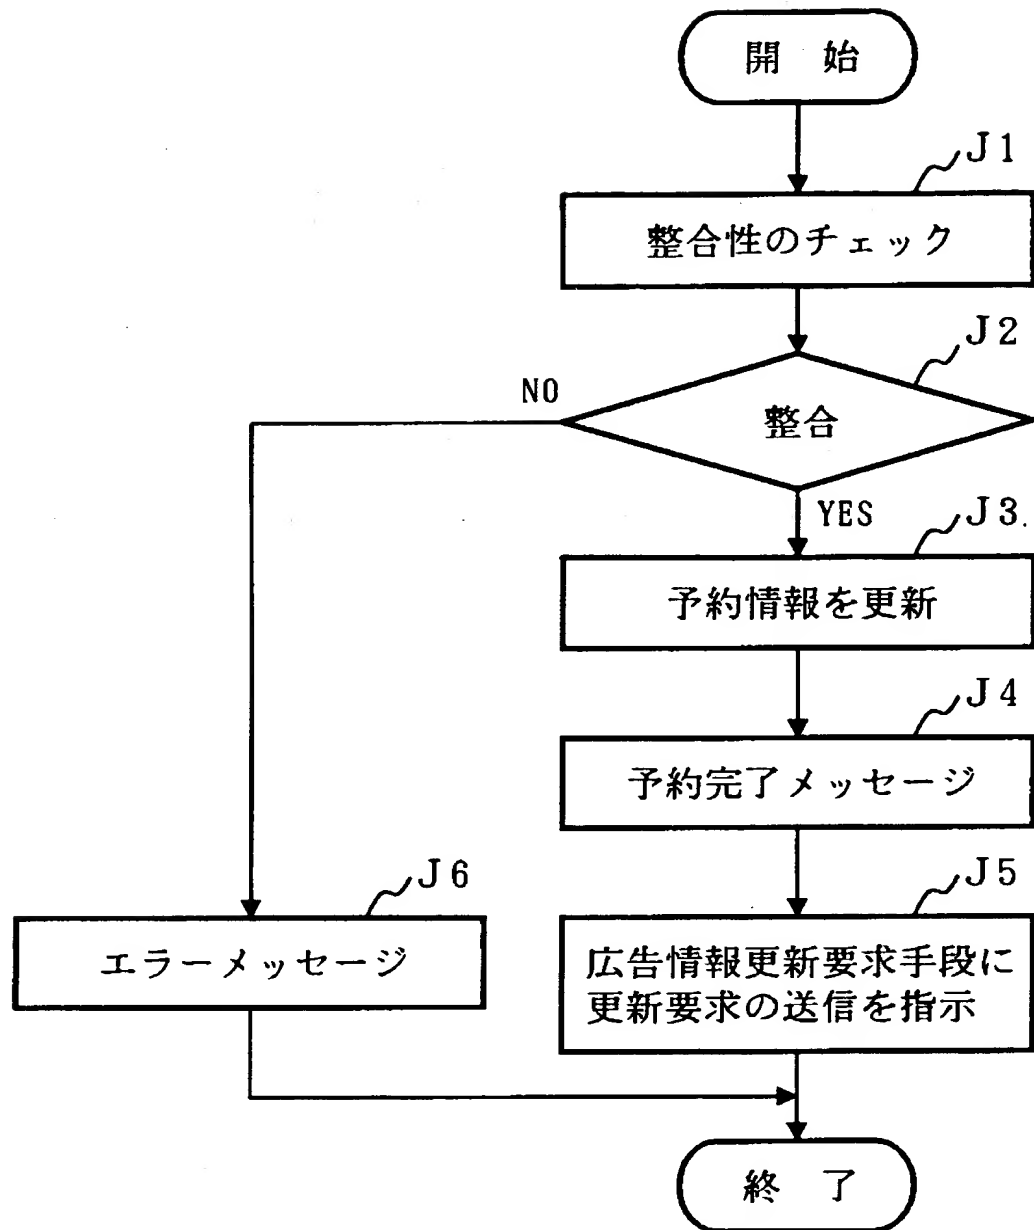 開　始
J1
整合性のチェック
J2
NO
整合
YES
J3
予約情報を更新
J4
予約完了メッセージ
J6
J5
エラーメッセージ
広告情報更新要求手段に
更新要求の送信を指示
終　了